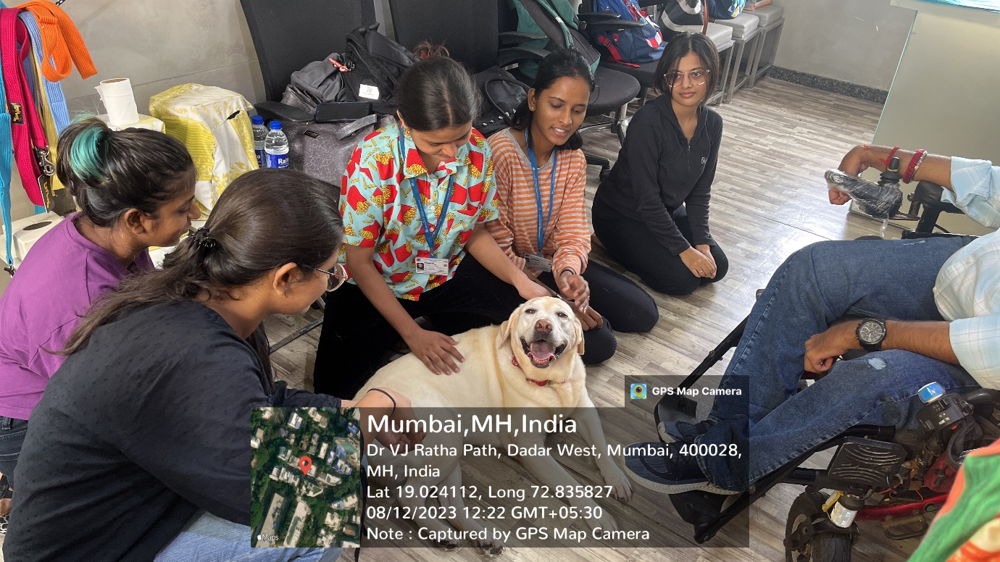 GPS Map Camera
Mumbai,MH,India
Dr VJ Ratha Path, Dadar West, Mumbai, 400028,
MH, India
Lat 19.024112, Long 72.835827
08/12/2023 12:22 GMT+05:30
Note : Captured by GPS Map Camera
Maps